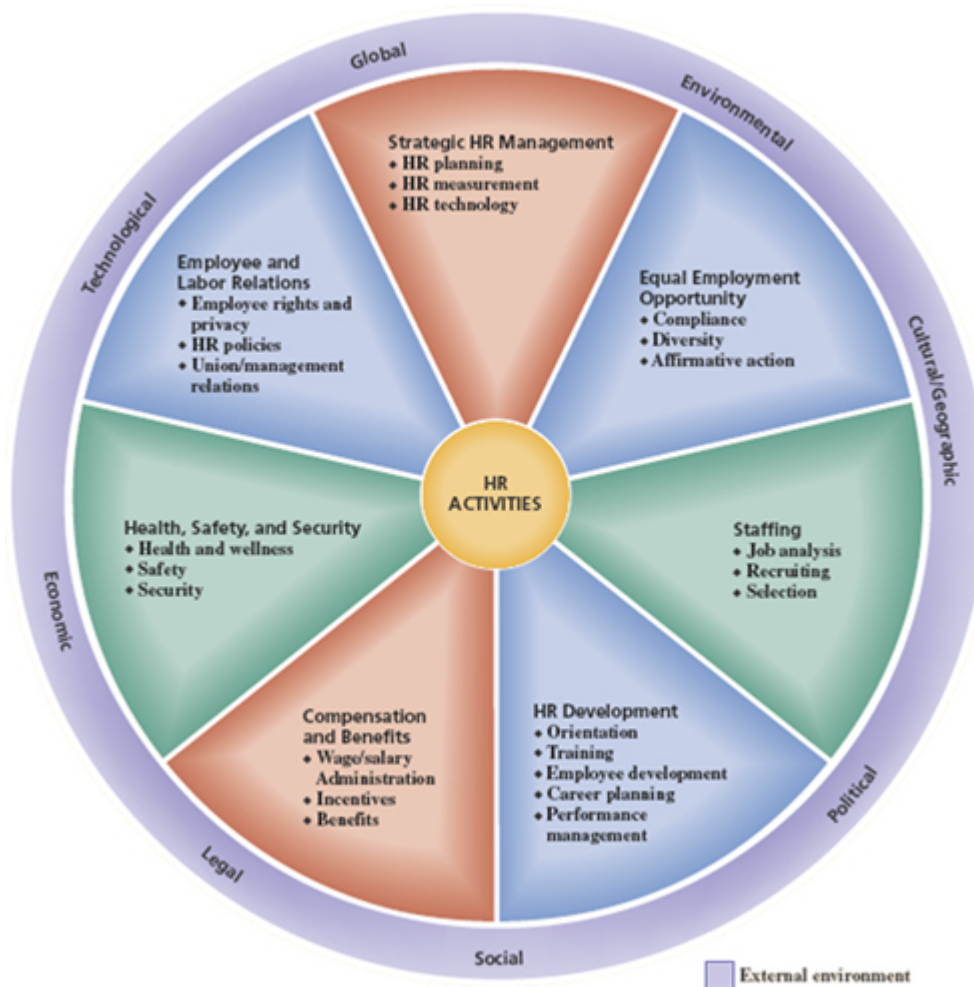 Global
Environmental
Cultural/Geographic
Political
Social
Legal
Economic
Technological
Strategic HR Management
◆ HR planning
◆ HR measurement
◆ HR technology
Equal Employment
Opportunity
◆ Compliance
◆ Diversity
◆ Affirmative action
Staffing
◆ Job analysis
◆ Recruiting
◆ Selection
HR Development
◆ Orientation
◆ Training
◆ Employee development
◆ Career planning
◆ Performance
management
Compensation
and Benefits
◆ Wage/salary
Administration
◆ Incentives
◆ Benefits
Health, Safety, and Security
◆ Health and wellness
◆ Safety
◆ Security
Employee and
Labor Relations
◆ Employee rights and
privacy
◆ HR policies
◆ Union/management
relations
HR
ACTIVITIES
External environment